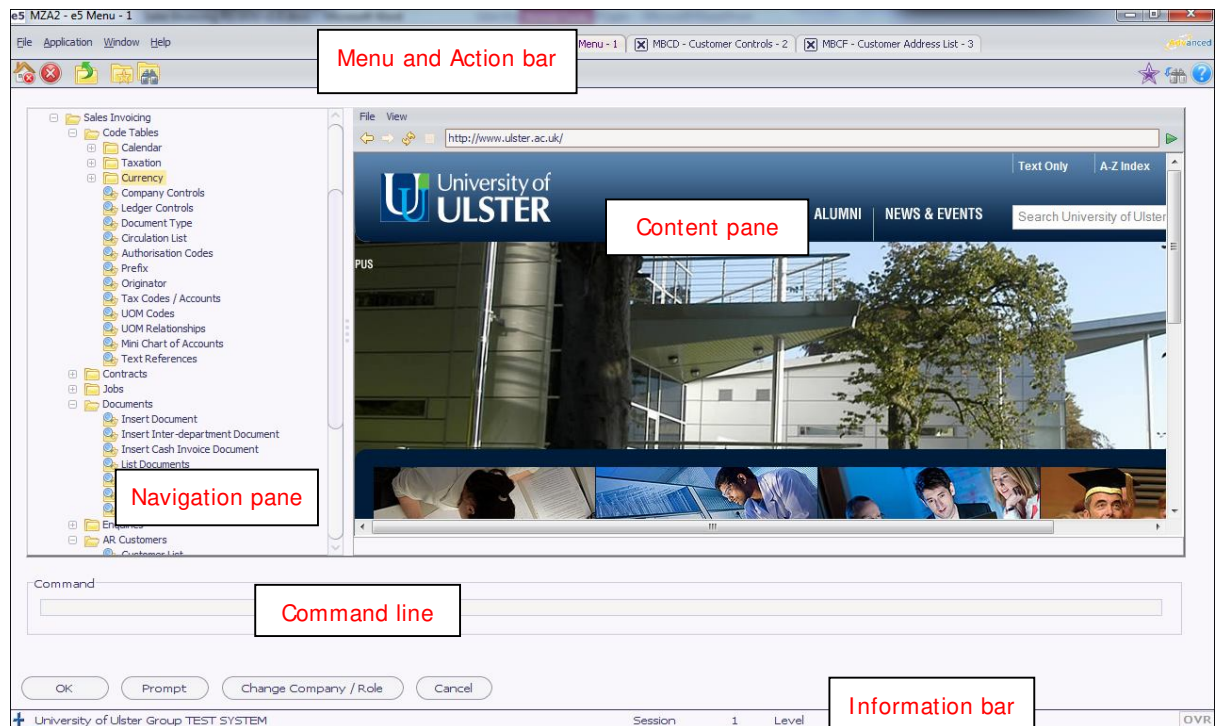 e5 MZA2 - e5 Menu - 1
File Application Window Help
Menu - 1
MBCD - Customer Controls - 2
MBCF - Customer Address List - 3
Menu and Action bar
Sales Invoicing
Code Tables
Calendar
Taxation
Currency
Company Controls
Ledger Controls
Document Type
Circulation List
Authorisation Codes
Prefix
Originator
Tax Codes / Accounts
UOM Codes
UOM Relationships
Mini Chart of Accounts
Text References
Contracts
Jobs
Documents
Insert Document
Insert Inter-department Document
Insert Cash Invoice Document
List Documents
Navigation pane
AR Customers
Customer List
File View
http://www.ulster.ac.uk/
Text Only A-Z Index
University of
ULSTER
ALUMNI NEWS & EVENTS
Search University of Ulster
Content pane
PUS
Command
Command line
OK Prompt Change Company / Role Cancel
Information bar
University of Ulster Group TEST SYSTEM Session 1 Level OVR